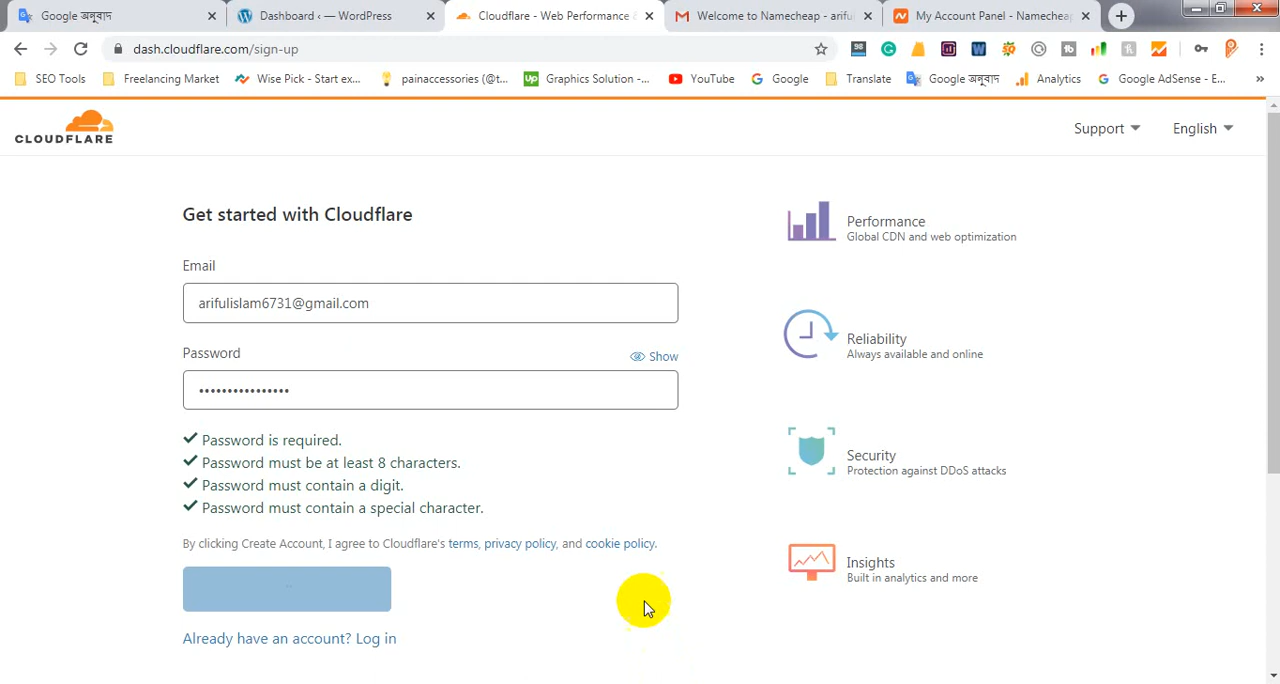 Google অনুবাদ
Dashboard ‹ — WordPress
Cloudflare - Web Performance &
Welcome to Namecheap - ariful
My Account Panel - Namecheap
dash.cloudflare.com/sign-up
98
SEO Tools
Freelancing Market
Wise Pick - Start ex...
painaccessories (@t...
Graphics Solution -...
YouTube
Google
Translate
Google অনুবাদ
Analytics
Google AdSense - E...
CLOUDFLARE
Support
English
Get started with Cloudflare
Email
arifulislam6731@gmail.com
Password
Show
••••••••••••••••
Password is required.
Password must be at least 8 characters.
Password must contain a digit.
Password must contain a special character.
By clicking Create Account, I agree to Cloudflare's terms, privacy policy, and cookie policy.
Already have an account? Log in
Performance
Global CDN and web optimization
Reliability
Always available and online
Security
Protection against DDoS attacks
Insights
Built in analytics and more